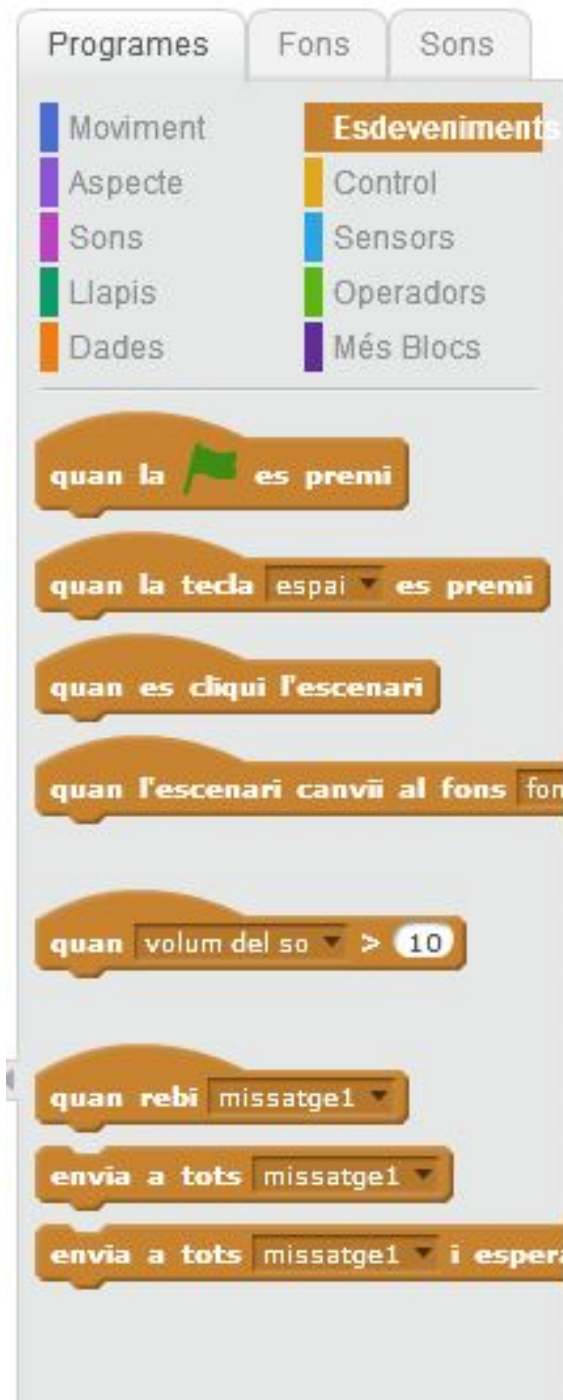 Programes Fons Sons
Moviment Esdeveniments
Aspecte Control
Sons Sensors
Llapis Operadors
Dades Més Blocs
quan la es premi
quan la tecla espai es premi
quan es cliqui l'escenari
quan l'escenari canvii al fons
quan volum del so > 10
quan rebi missatge1
envia a tots missatge1
envia a tots missatge1 i espera